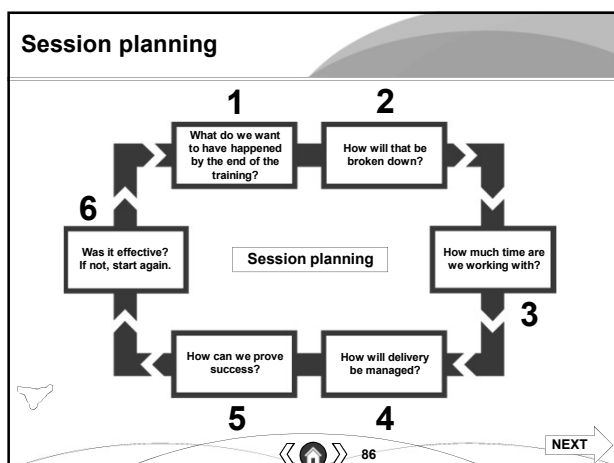 Session planning
1
What do we want
to have happened
by the end of the
training?
2
How will that be
broken down?
How much time are
we working with?
3
How will delivery
be managed?
4
How can we prove
success?
5
6
Was it effective?
If not, start again.
Session planning
86
NEXT